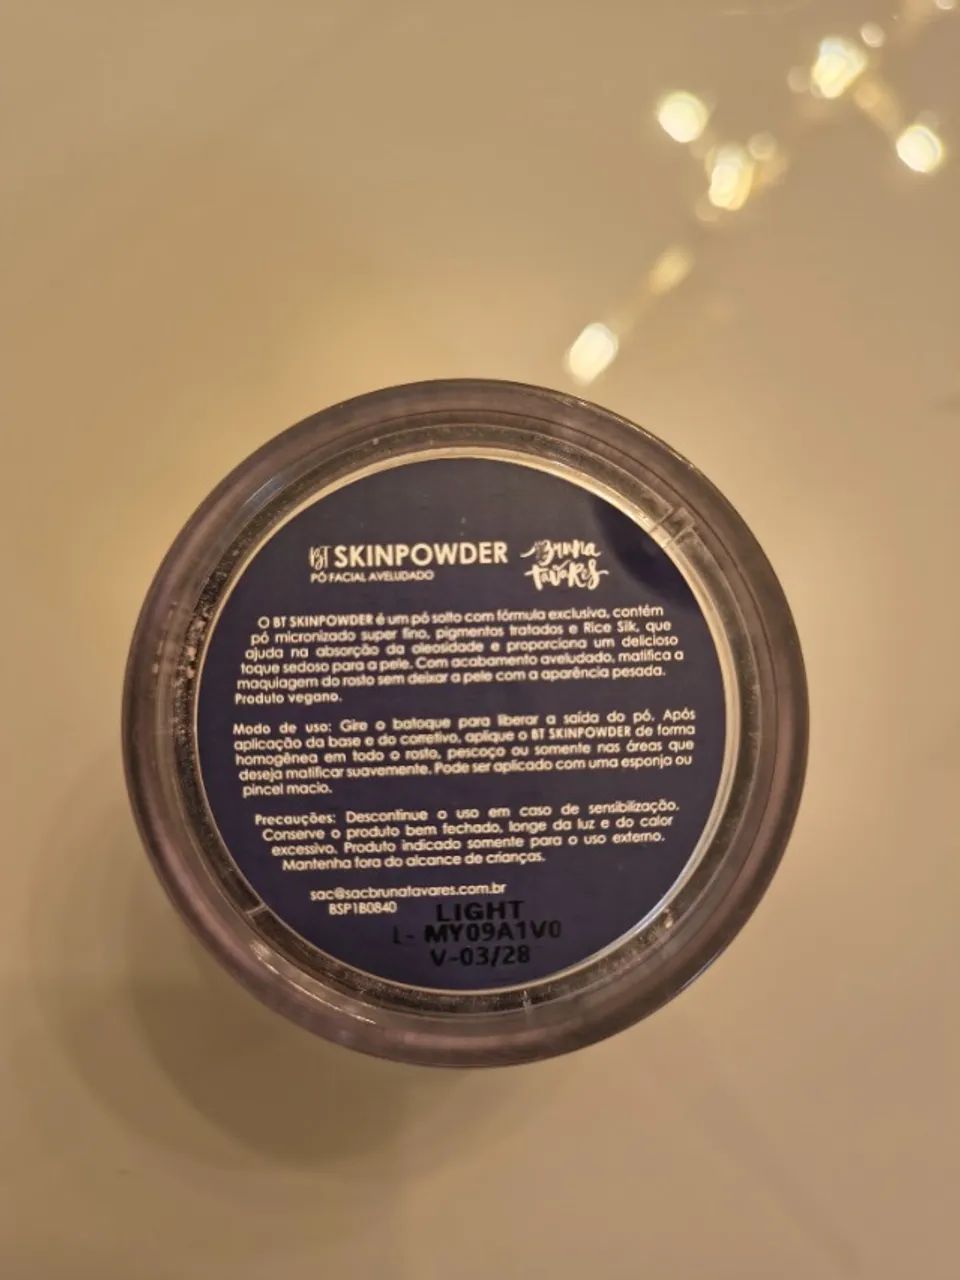 BT SKINPOWDER
PÓ FACIAL AVELUDADO
Bruna
Tavares
O BT SKINPOWDER é um pó solto com fórmula exclusiva, contém
pó micronizado super fino, pigmentos tratados e Rice Silk, que
ajuda na absorção da oleosidade e proporciona um delicioso
toque sedoso para a pele. Com acabamento aveludado, matifica a
maquiagem do rosto sem deixar a pele com a aparência pesada.
Produto vegano.
Modo de uso: Gire o batoque para liberar a saída do pó. Após
aplicação da base e do corretivo, aplique o BT SKINPOWDER de forma
homogênea em todo o rosto, pescoço ou somente nas áreas que
deseja matificar suavemente. Pode ser aplicado com uma esponja ou
pincel macio.
Precauções: Descontinue o uso em caso de sensibilização.
Conserve o produto bem fechado, longe da luz e do calor
excessivo. Produto indicado somente para o uso externo.
Mantenha fora do alcance de crianças.
sac@sacbrunatavares.com.br
BSP1B0840
LIGHT
L- MY09A1V0
V-03/28